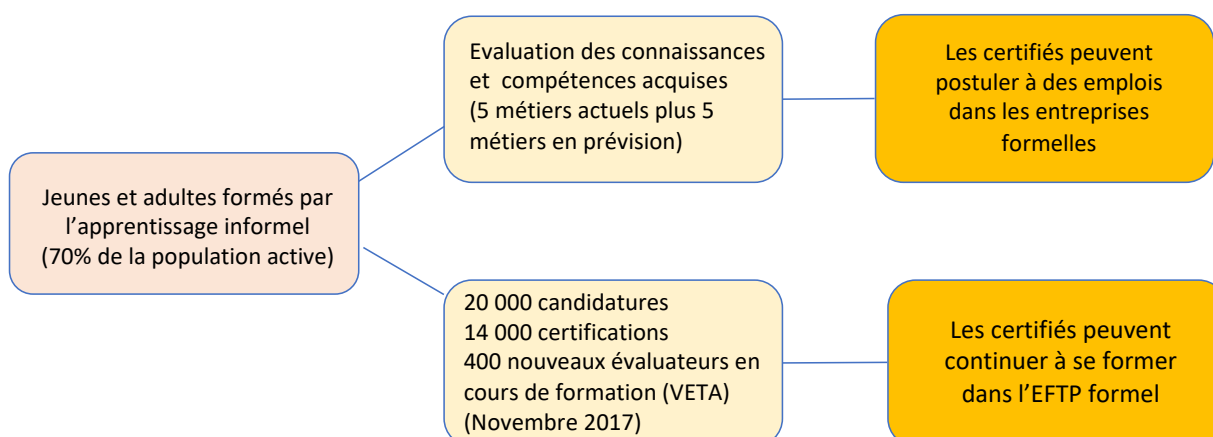 Jeunes et adultes formés par
l’apprentissage informel
(70% de la population active)
Evaluation des connaissances
et compétences acquises
(5 métiers actuels plus 5
métiers en prévision)
Les certifiés peuvent
postuler à des emplois
dans les entreprises
formelles
20 000 candidatures
14 000 certifications
400 nouveaux évaluateurs en
cours de formation (VETA)
(Novembre 2017)
Les certifiés peuvent
continuer à se former
dans l’EFTP formel